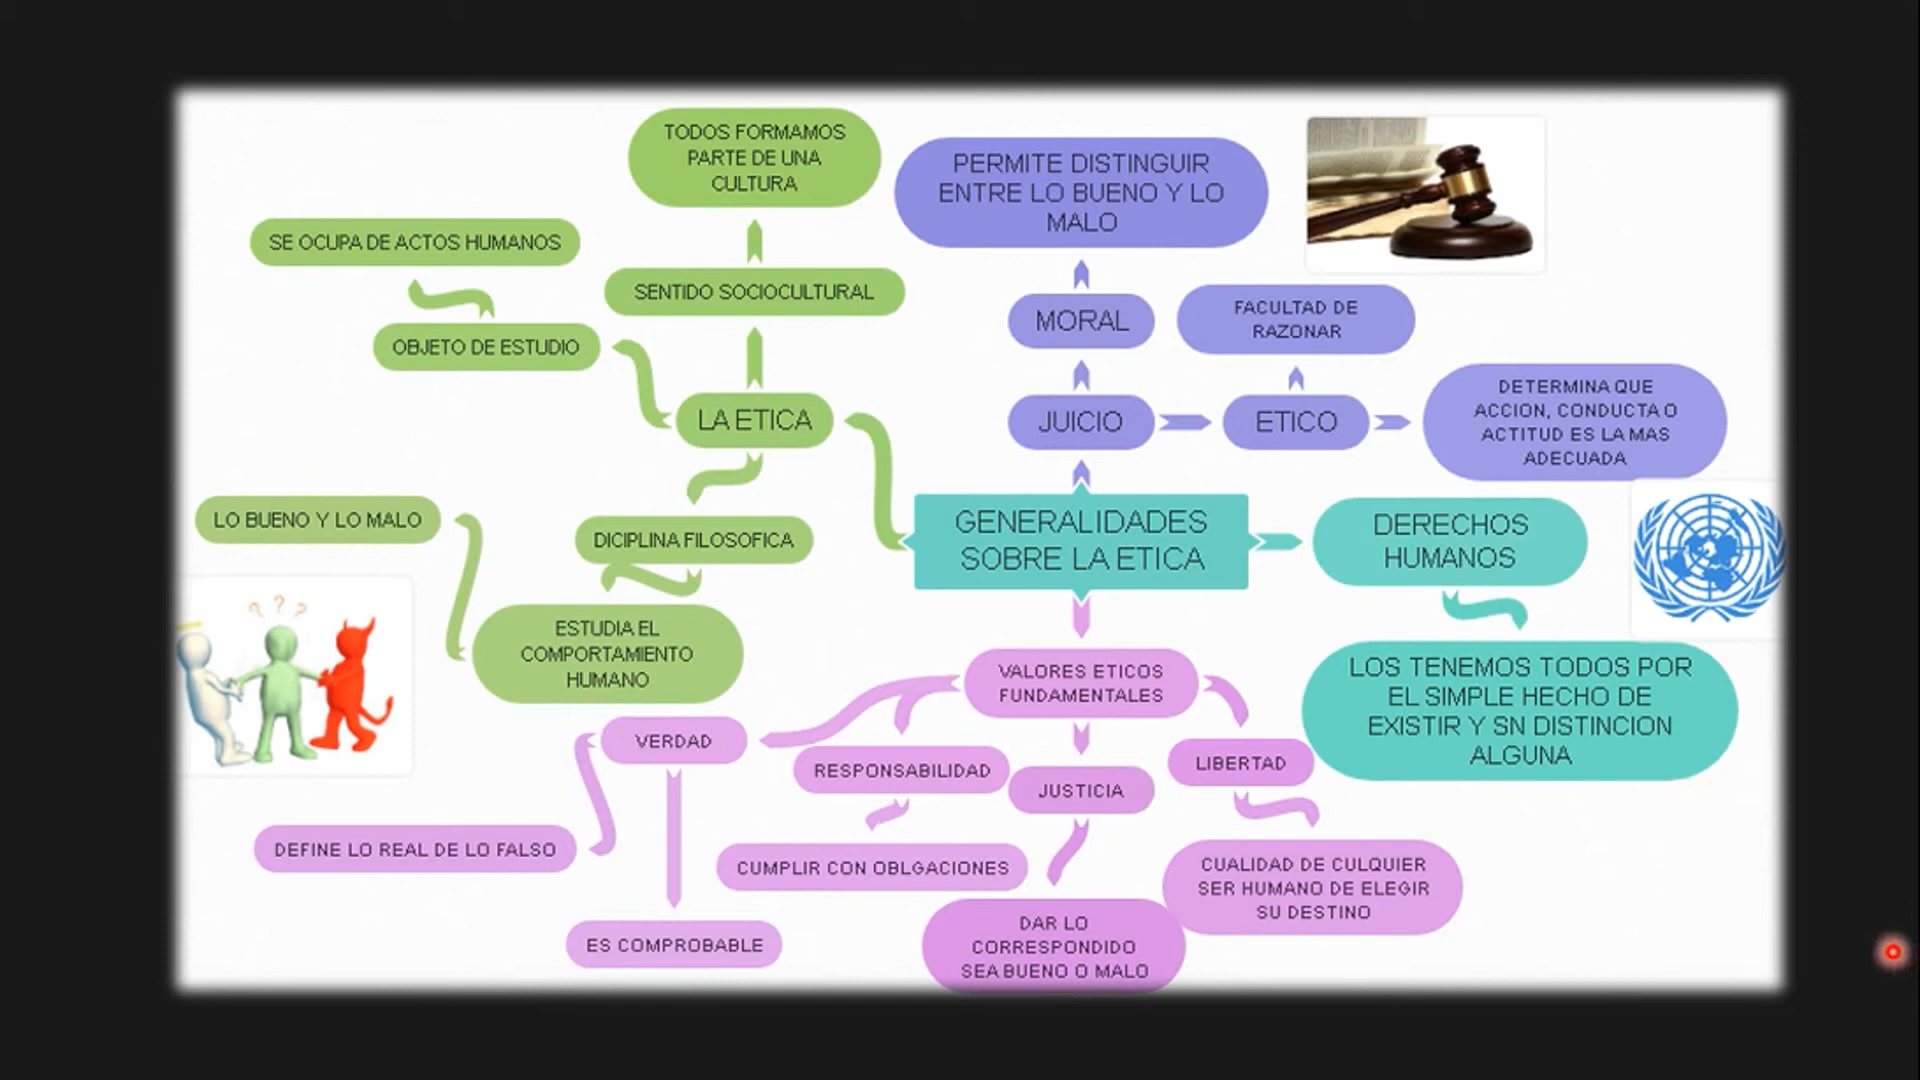 TODOS FORMAMOS
PARTE DE UNA
CULTURA
PERMITE DISTINGUIR
ENTRE LO BUENO Y LO
MALO
SE OCUPA DE ACTOS HUMANOS
SENTIDO SOCIOCULTURAL
MORAL
FACULTAD DE
RAZONAR
OBJETO DE ESTUDIO
LA ETICA
JUICIO
ETICO
DETERMINA QUE
ACCION, CONDUCTA O
ACTITUD ES LA MAS
ADECUADA
LO BUENO Y LO MALO
DICIPLINA FILOSOFICA
GENERALIDADES
SOBRE LA ETICA
DERECHOS
HUMANOS
? ? ?
ESTUDIA EL
COMPORTAMIENTO
HUMANO
VALORES ETICOS
FUNDAMENTALES
LOS TENEMOS TODOS POR
EL SIMPLE HECHO DE
EXISTIR Y SN DISTINCION
ALGUNA
VERDAD
RESPONSABILIDAD
JUSTICIA
LIBERTAD
DEFINE LO REAL DE LO FALSO
CUMPLIR CON OBLGACIONES
CUALIDAD DE CULQUIER
SER HUMANO DE ELEGIR
SU DESTINO
ES COMPROBABLE
DAR LO
CORRESPONDIDO
SEA BUENO O MALO